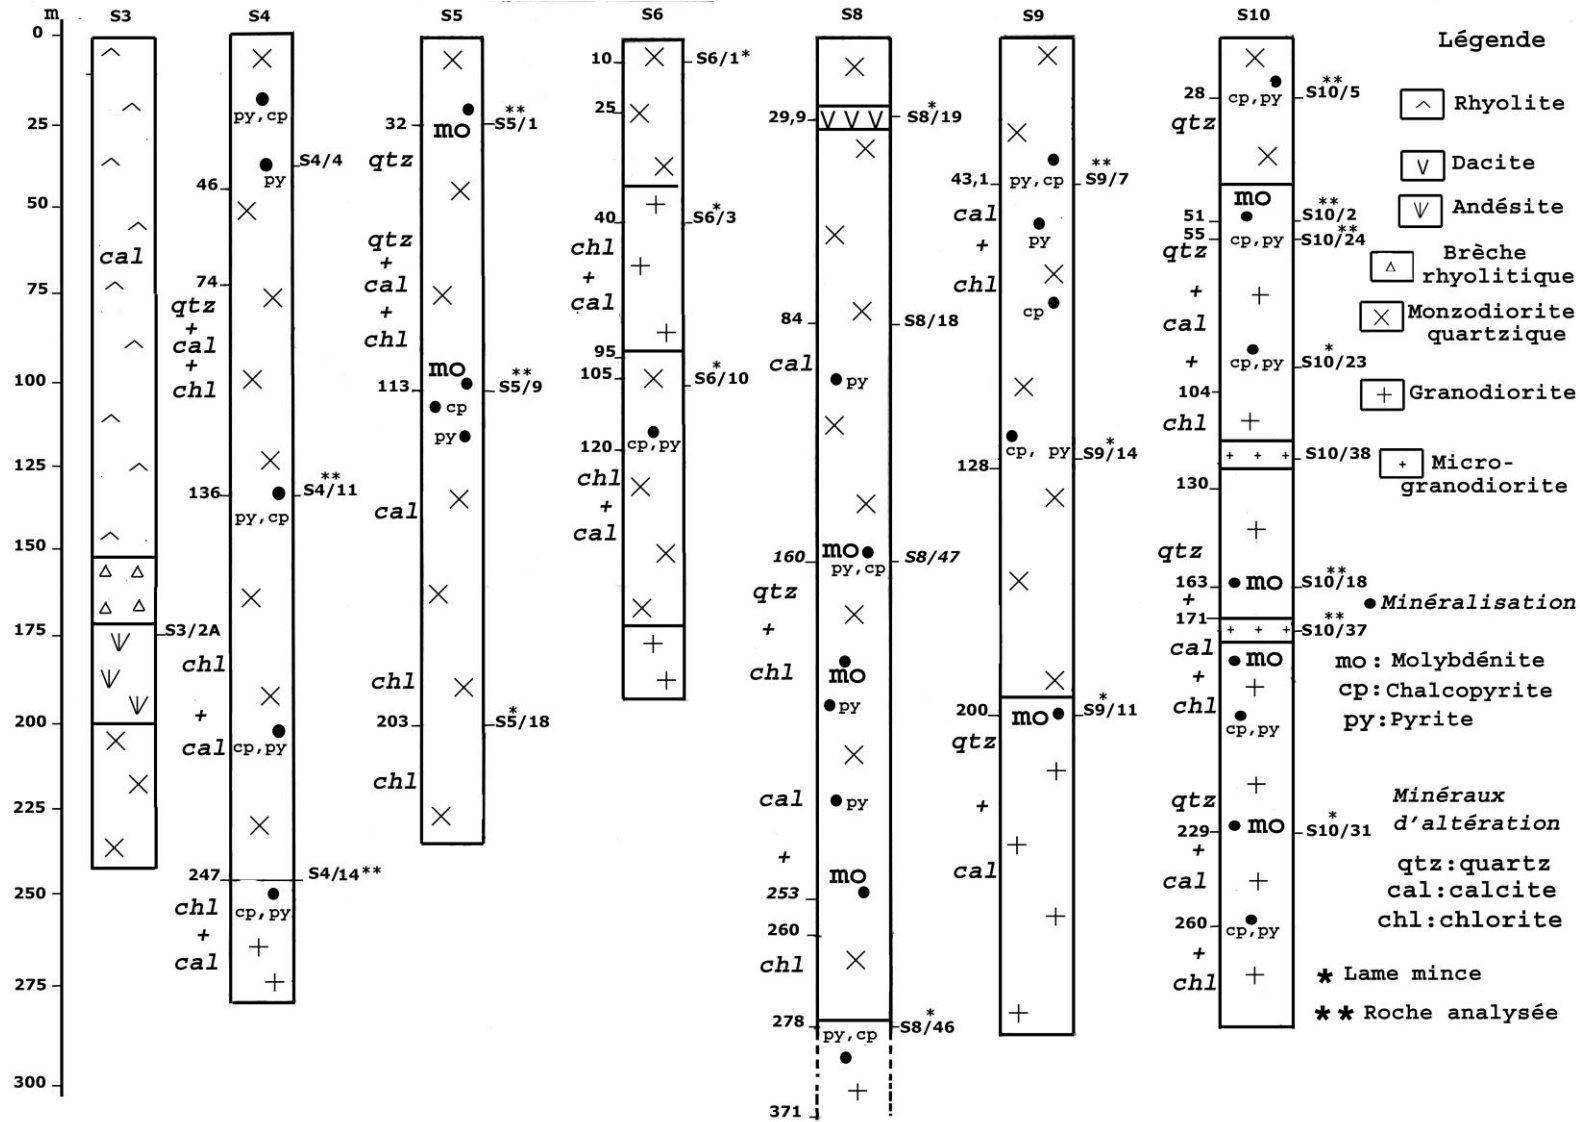 m
0
25
50
75
100
125
150
175
200
225
250
275
300
S3
cal
S3/2A
S4
py,cp
S4/4
py
46
74
qtz
+
cal
+
chl
136
**
S4/11
py,cp
chl
+
cal
cp,py
247
S4/14**
cp,py
chl
+
cal
S5
32
mo
**
S5/1
qtz
qtz
+
cal
+
chl
mo
113
**
S5/9
cp
py
cal
chl
203
*
S5/18
chl
S6
10
S6/1*
25
40
*
S6/3
chl
+
cal
95
105
*
S6/10
cp,py
120
chl
+
cal
S8
29,9
*
S8/19
84
S8/18
cal
py
mo
160
py,cp
S8/47
qtz
+
chl
mo
py
cal
py
+
mo
253
260
chl
278
*
S8/46
py,cp
371
S9
43,1
py,cp
**
S9/7
cal
+
chl
py
cp
cp, py
128
*
S9/14
200
mo
*
S9/11
qtz
+
cal
S10
28
cp,py
**
S10/5
qtz
mo
51
**
S10/2
55
cp,py
**
S10/24
qtz
+
cal
+
cp,py
*
S10/23
104
chl
S10/38
130
qtz
163
mo
**
S10/18
+
171
**
S10/37
cal
mo
+
chl
cp,py
qtz
229
mo
*
S10/31
+
cal
260
cp,py
+
chl
Légende
Rhyolite
Dacite
Andésite
Brèche
rhyolitique
Monzodiorite
quartzique
Granodiorite
Micro-
granodiorite
Minéralisation
mo: Molybdénite
cp:Chalcopyrite
py:Pyrite
Minéraux
d'altération
qtz:quartz
cal:calcite
chl:chlorite
* Lame mince
** Roche analysée